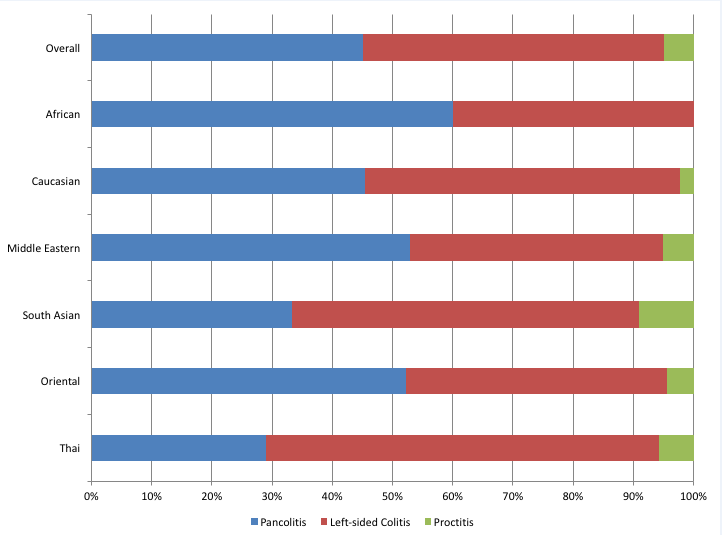 Overall
African
Caucasian
Middle Eastern
South Asian
Oriental
Thai
0% 10% 20% 30% 40% 50% 60% 70% 80% 90% 100%
Pancolitis Left-sided Colitis Proctitis